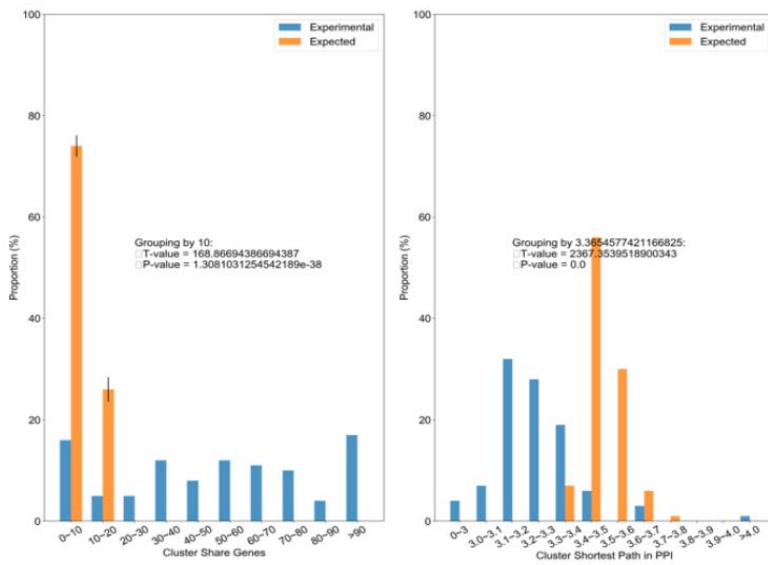 100
80
60
40
20
0
Proportion (%)
Experimental
Expected
Grouping by 10:
□T-value = 168.86694386694387
□P-value = 1.3081031254542189e-38
0~10
10~20
20~30
30~40
40~50
50~60
60~70
70~80
80~90
>90
Cluster Share Genes
100
80
60
40
20
0
Proportion (%)
Experimental
Expected
Grouping by 3.3654577421166825:
□T-value = 2367.3539518900343
□P-value = 0.0
0~3
3.0~3.1
3.1~3.2
3.2~3.3
3.3~3.4
3.4~3.5
3.5~3.6
3.6~3.7
3.7~3.8
3.8~3.9
3.9~4.0
>4.0
Cluster Shortest Path in PPI